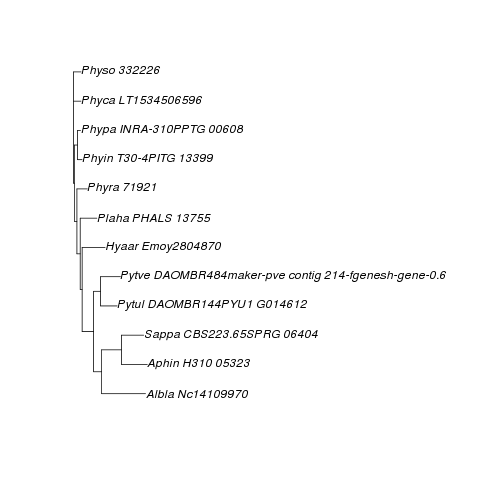 Physo 332226
Phyca LT1534506596
Phypa INRA-310PPTG 00608
Phyin T30-4PITG 13399
Phyra 71921
Plaha PHALS 13755
Hyaar Emoy2804870
Pytve DAOMBR484maker-pve contig 214-fgenesh-gene-0.6
Pytul DAOMBR144PYU1 G014612
Sappa CBS223.65SPRG 06404
Aphin H310 05323
Albla Nc14109970